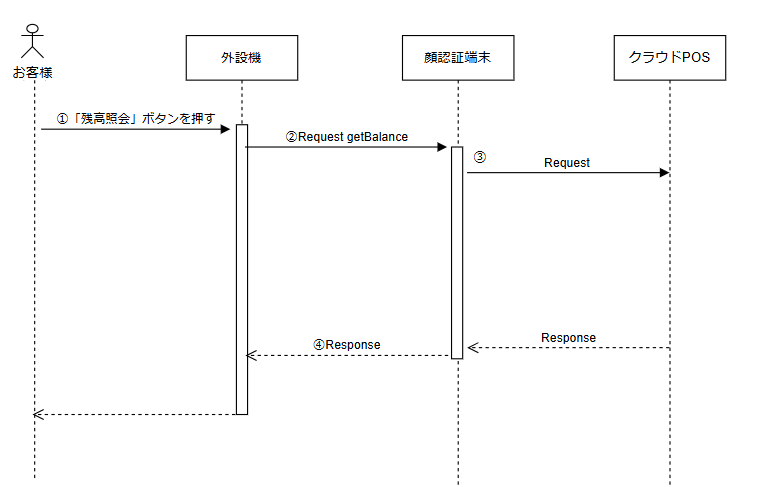 お客様
外設機
顔認証端末
クラウドPOS
①「残高照会」ボタンを押す
②Request getBalance
③
Request
Response
④Response